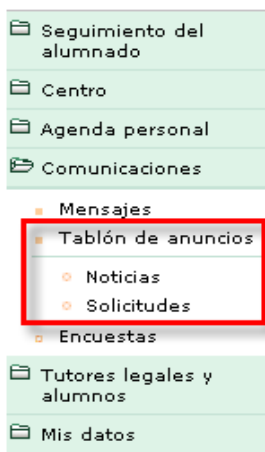 Seguimiento del
alumnado
Centro
Agenda personal
Comunicaciones
Mensajes
Tablón de anuncios
Noticias
Solicitudes
Encuestas
Tutores legales y
alumnos
Mis datos